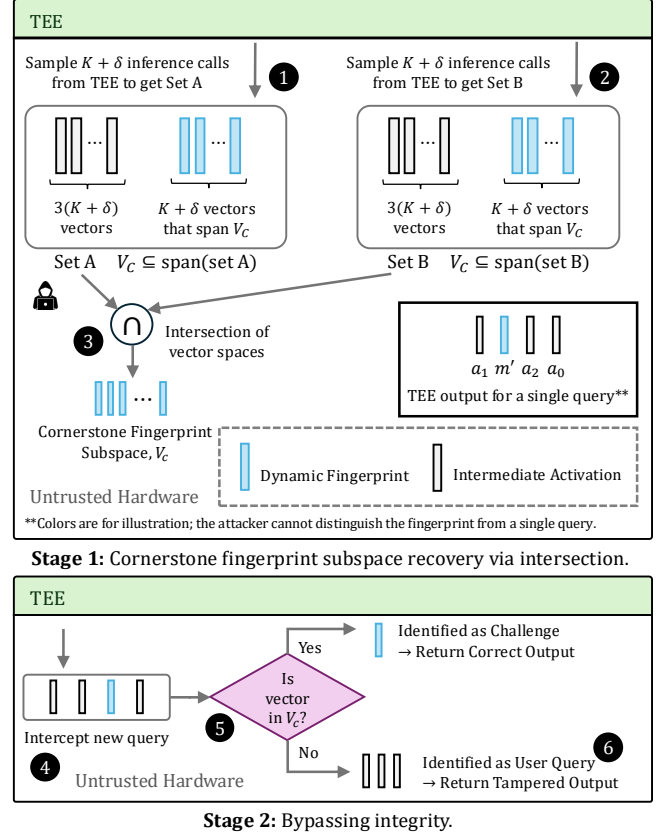 TEE
Sample K + δ inference calls
from TEE to get Set A
1
Sample K + δ inference calls
from TEE to get Set B
2
...
...
3(K + δ)
vectors
K + δ vectors
that span V_C
...
...
3(K + δ)
vectors
K + δ vectors
that span V_C
Set A V_C ⊆ span(set A)
Set B V_C ⊆ span(set B)
3
∩
Intersection of
vector spaces
...
Cornerstone Fingerprint
Subspace, V_c
a_1 m′ a_2 a_0
TEE output for a single query**
Dynamic Fingerprint
Intermediate Activation
Untrusted Hardware
**Colors are for illustration; the attacker cannot distinguish the fingerprint from a single query.
Stage 1: Cornerstone fingerprint subspace recovery via intersection.
TEE
Intercept new query
4
Is
vector
in V_c?
5
Yes
Identified as Challenge
→ Return Correct Output
No
Identified as User Query
→ Return Tampered Output
6
Untrusted Hardware
Stage 2: Bypassing integrity.